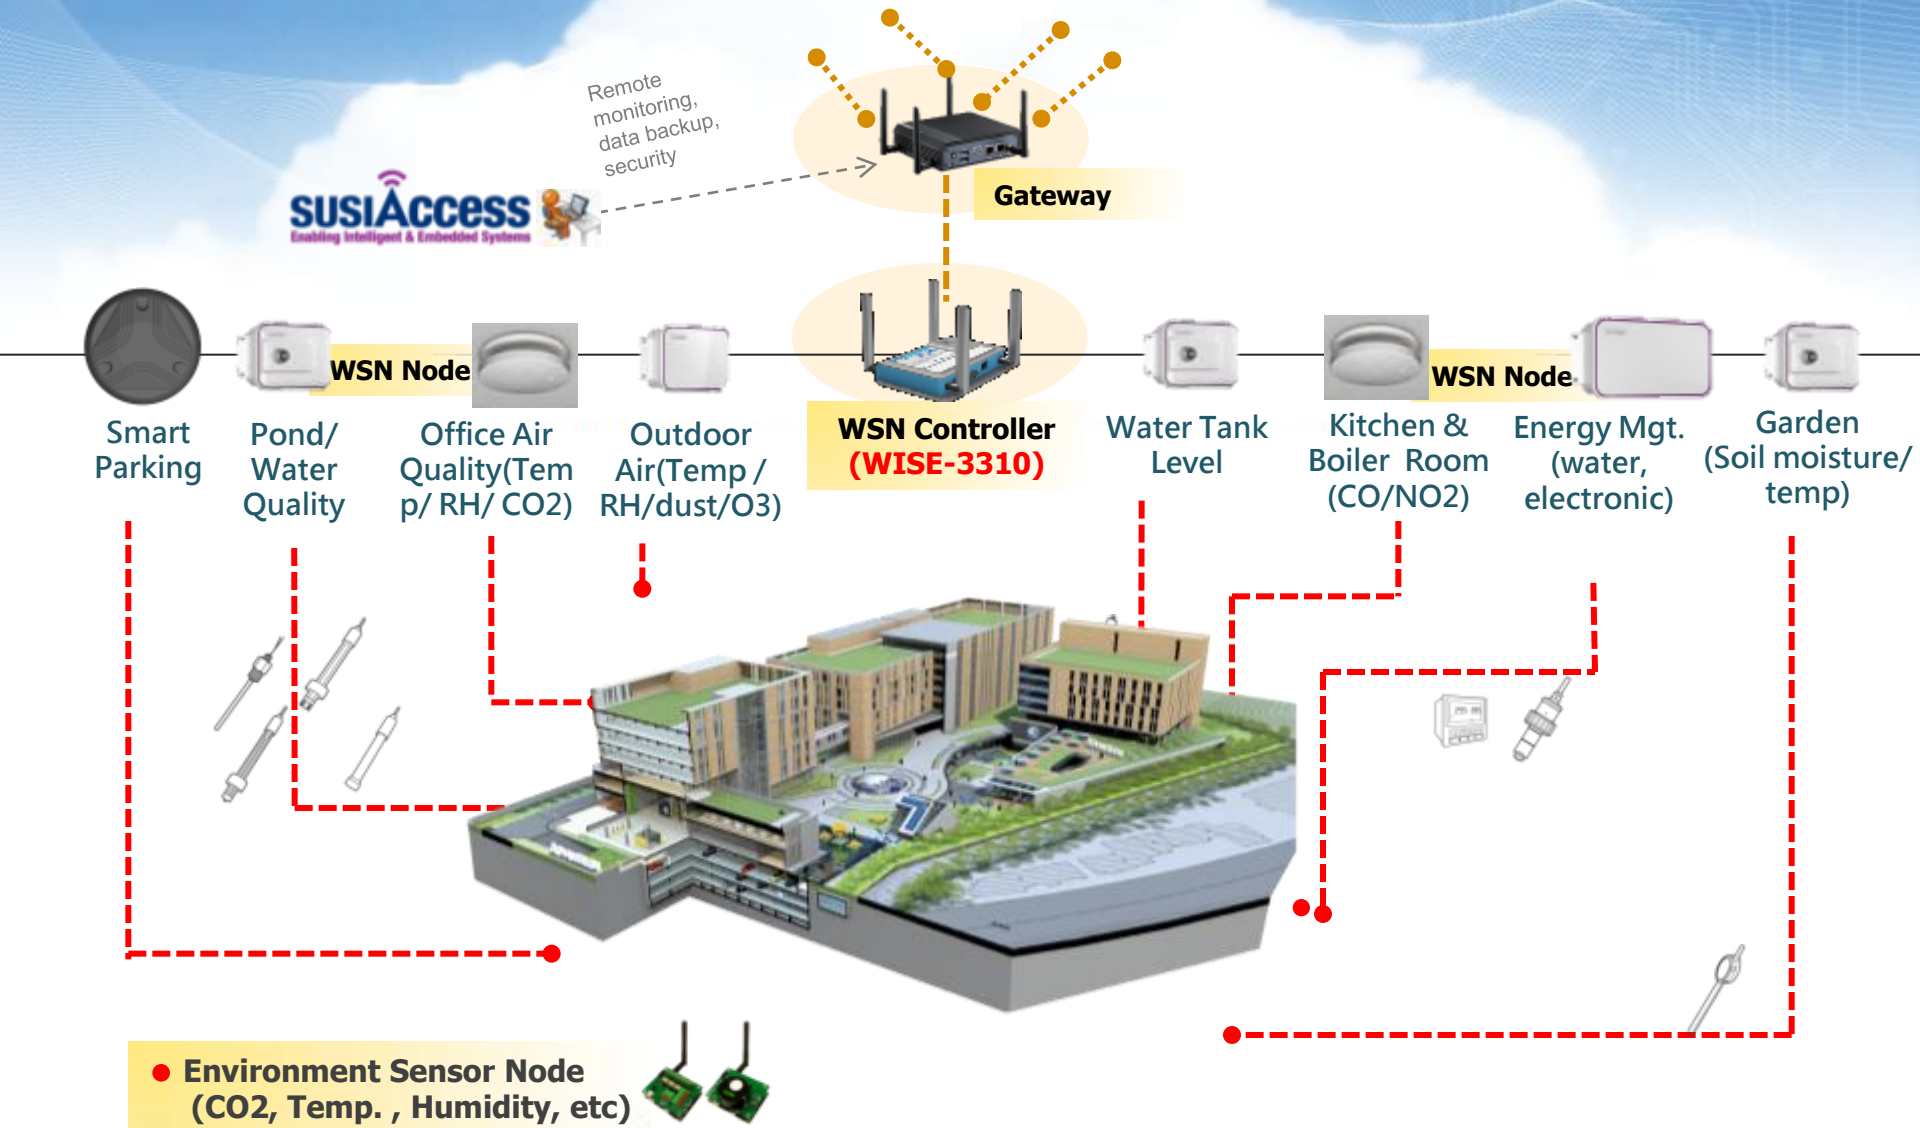 Remote
monitoring,
data backup,
security
SUSIAccess
Enabling Intelligent & Embedded Systems
Gateway
WSN Node
WSN Node
Smart
Parking
Pond/
Water
Quality
Office Air
Quality(Tem
p/ RH/ CO2)
Outdoor
Air(Temp /
RH/dust/O3)
WSN Controller
(WISE-3310)
Water Tank
Level
Kitchen &
Boiler Room
(CO/NO2)
Energy Mgt.
(water,
electronic)
Garden
(Soil moisture/
temp)
Environment Sensor Node
(CO2, Temp. , Humidity, etc)